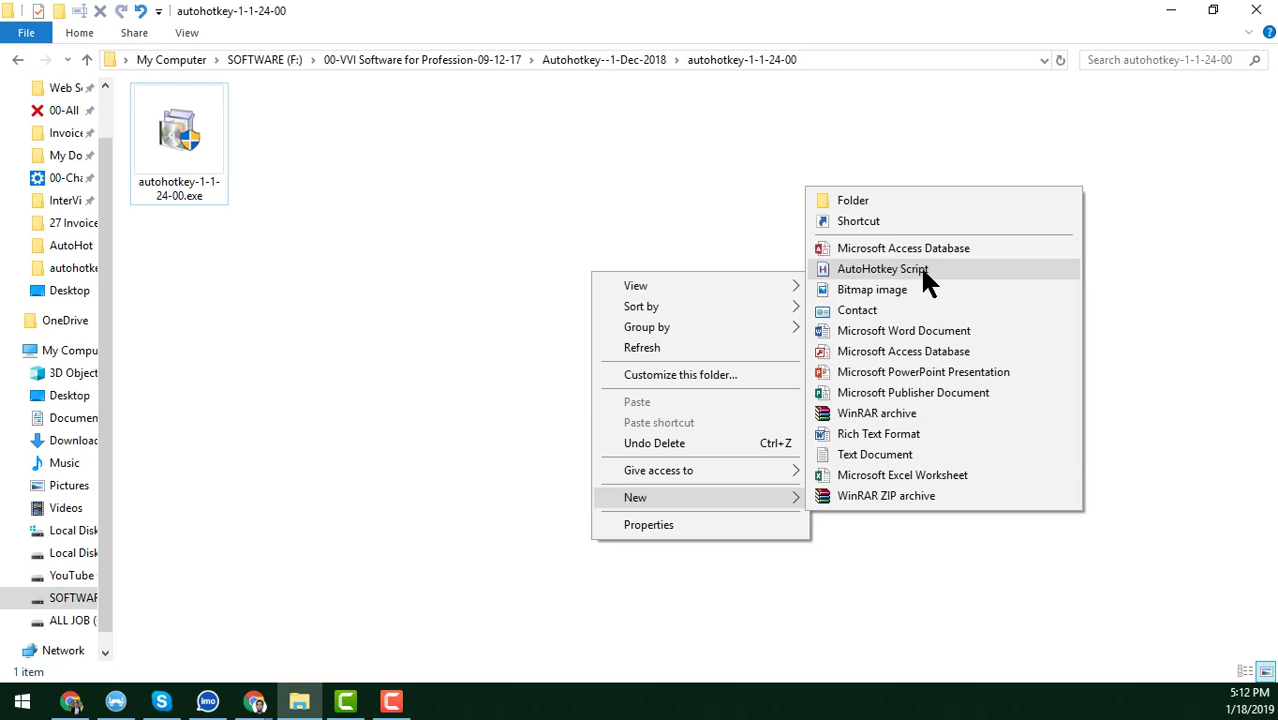 autohotkey-1-1-24-00
File
Home
Share
View
My Computer
SOFTWARE (F:)
00-VVI Software for Profession-09-12-17
Autohotkey--1-Dec-2018
autohotkey-1-1-24-00
Search autohotkey-1-1-24-00
Web S
00-All
Invoice
My Do
00-Cha
InterVi
27 Invoice
AutoHot
autohotke
Desktop
OneDrive
My Compu
3D Object
Desktop
Documen
Downloac
Music
Pictures
Videos
Local Disk
Local Disk
YouTube
SOFTWAR
ALL JOB (
Network
autohotkey-1-1-
24-00.exe
View
Sort by
Group by
Refresh
Customize this folder...
Paste
Paste shortcut
Undo Delete Ctrl+Z
Give access to
New
Properties
Folder
Shortcut
Microsoft Access Database
AutoHotkey Script
Bitmap image
Contact
Microsoft Word Document
Microsoft Access Database
Microsoft PowerPoint Presentation
Microsoft Publisher Document
WinRAR archive
Rich Text Format
Text Document
Microsoft Excel Worksheet
WinRAR ZIP archive
1 item
imo
5:12 PM
1/18/2019